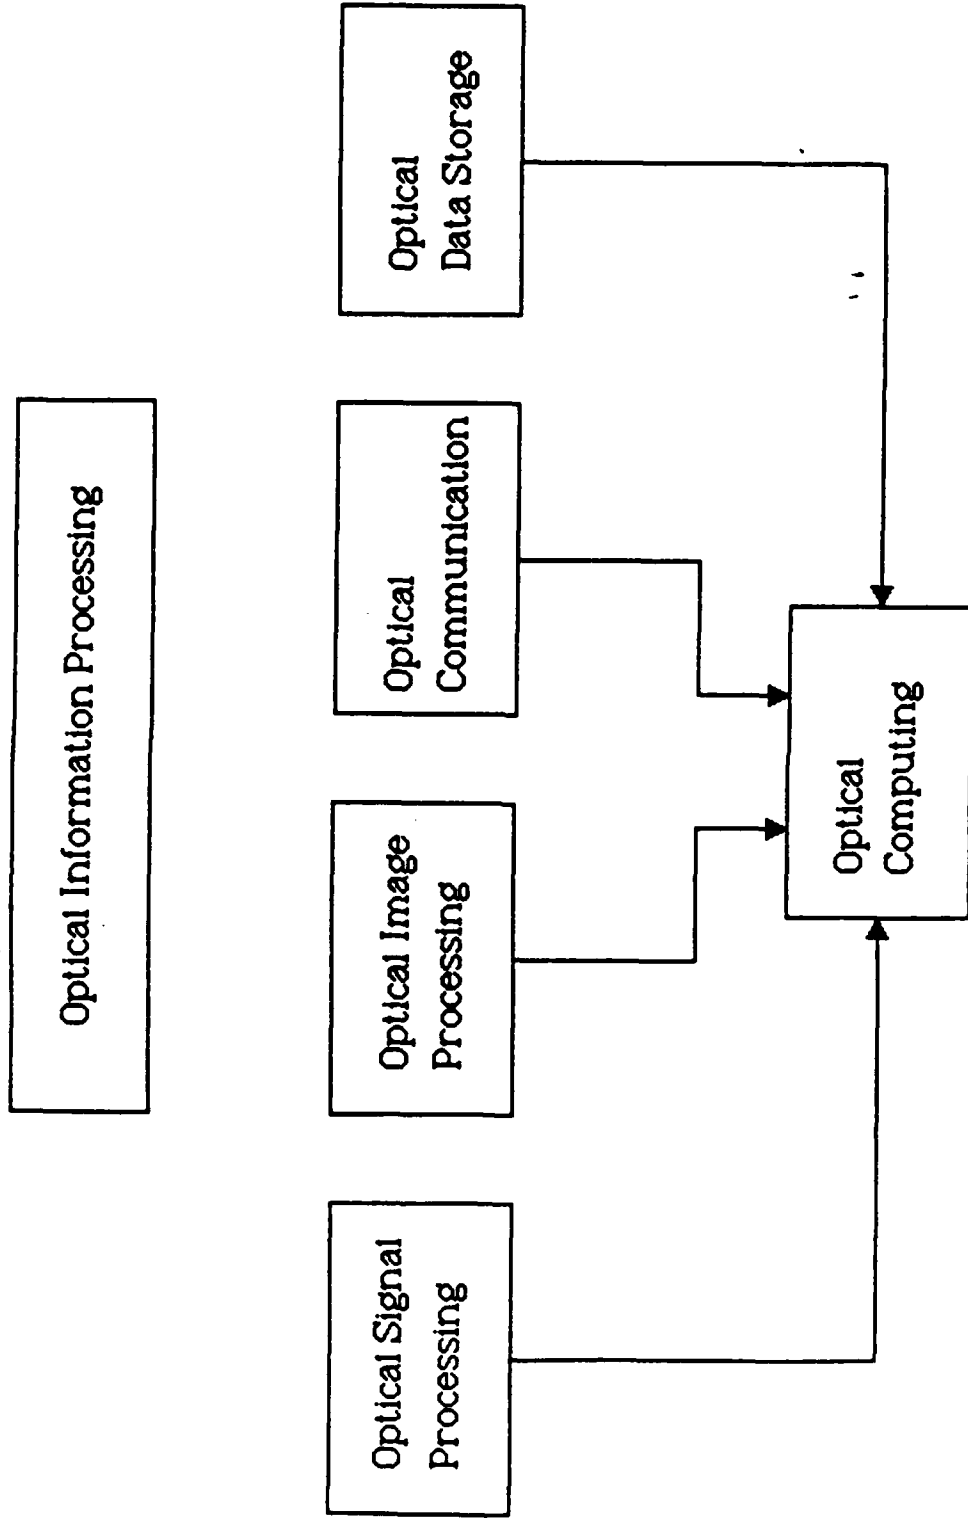 Optical Information Processing
Optical Signal
Processing
Optical Image
Processing
Optical
Communication
Optical
Data Storage
Optical
Computing